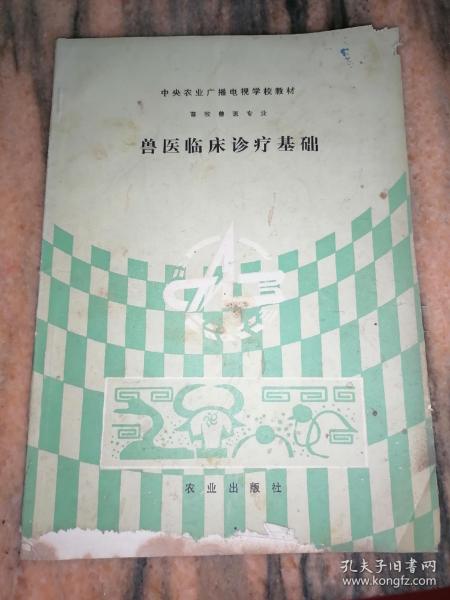 中央农业广播电视学校教材
畜牧兽医专业
兽医临床诊疗基础
农业出版社
孔夫子旧书网
www.kongfz.com